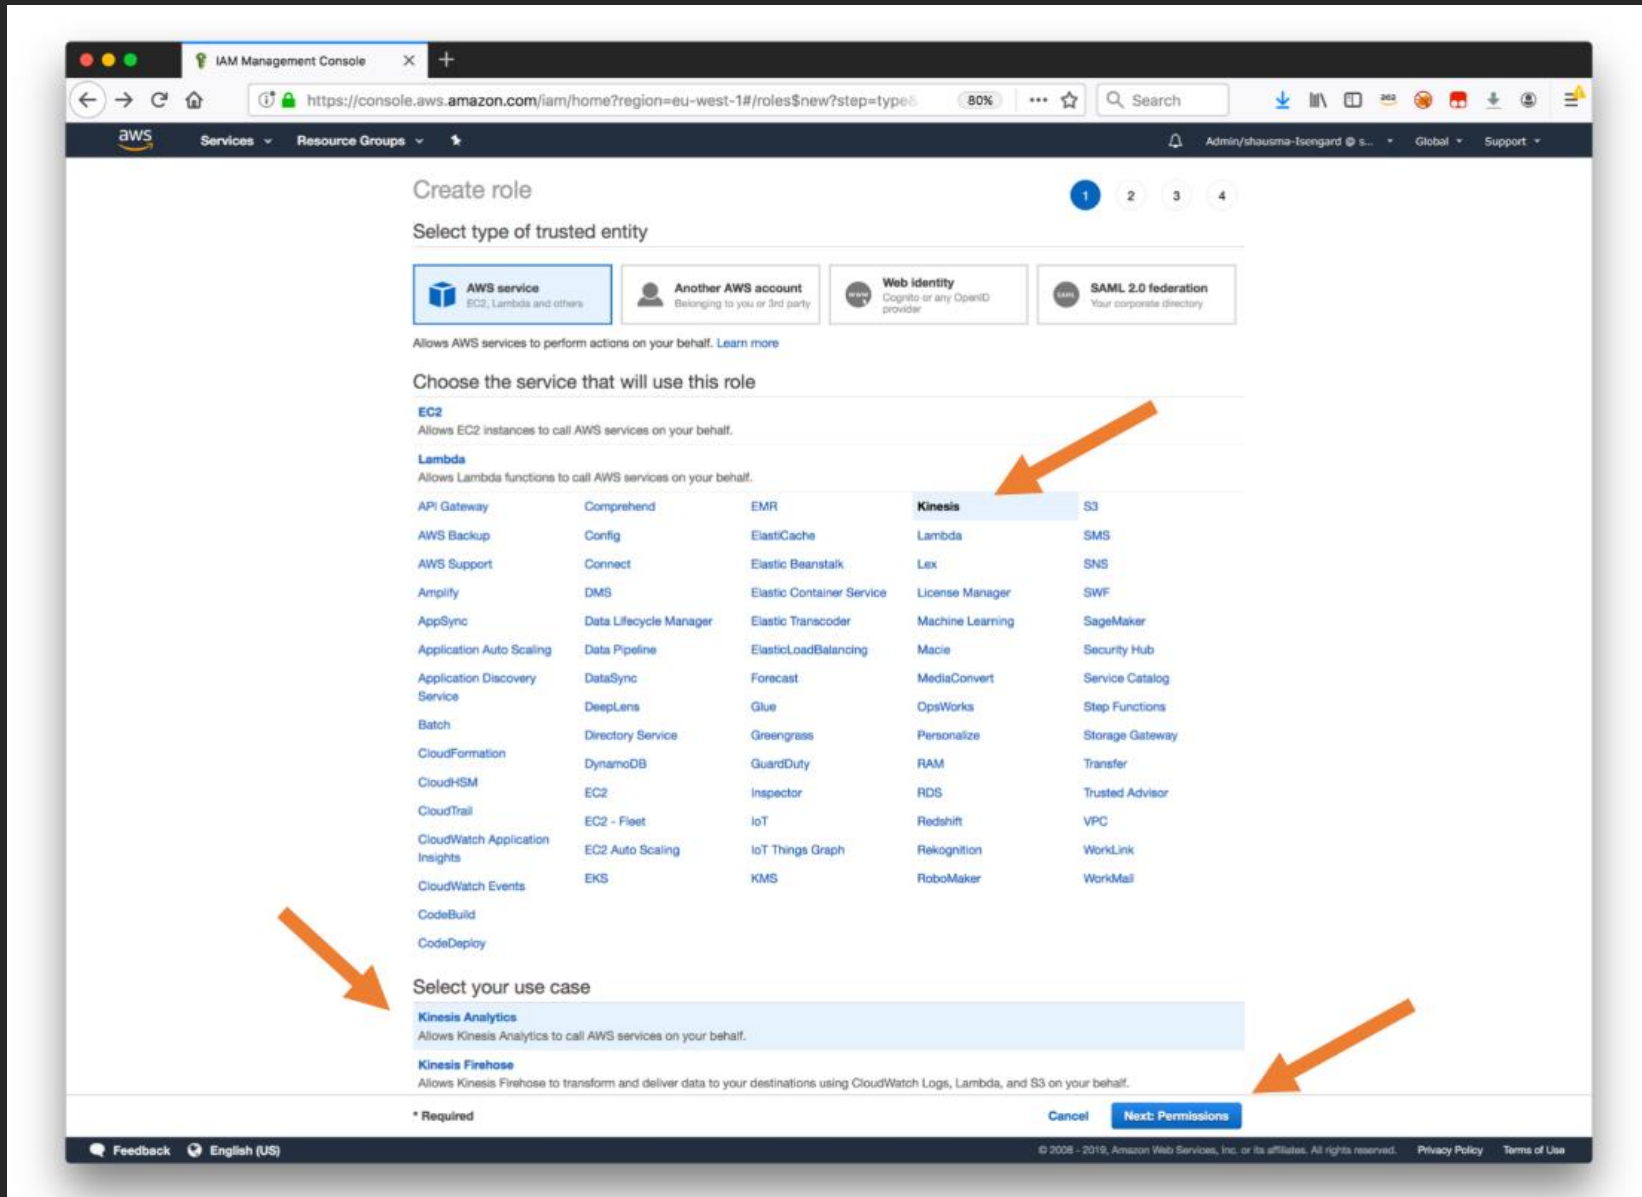 IAM Management Console
https://console.aws.amazon.com/iam/home?region=eu-west-1#/roles$new?step=type&
80%
Search
aws
Services
Resource Groups
Admin/shausma-Isengard @ s...
Global
Support
Create role
1
2
3
4
Select type of trusted entity
AWS service
EC2, Lambda and others
Another AWS account
Belonging to you or 3rd party
Web identity
Cognito or any OpenID
provider
SAML 2.0 federation
Your corporate directory
Allows AWS services to perform actions on your behalf. Learn more
Choose the service that will use this role
EC2
Allows EC2 instances to call AWS services on your behalf.
Lambda
Allows Lambda functions to call AWS services on your behalf.
API Gateway
AWS Backup
AWS Support
Amplify
AppSync
Application Auto Scaling
Application Discovery
Service
Batch
CloudFormation
CloudHSM
CloudTrail
CloudWatch Application
Insights
CloudWatch Events
CodeBuild
CodeDeploy
Comprehend
Config
Connect
DMS
Data Lifecycle Manager
Data Pipeline
DataSync
DeepLens
Directory Service
DynamoDB
EC2
EC2 - Fleet
EC2 Auto Scaling
EKS
EMR
ElastiCache
Elastic Beanstalk
Elastic Container Service
Elastic Transcoder
ElasticLoadBalancing
Forecast
Glue
Greengrass
GuardDuty
Inspector
IoT
IoT Things Graph
KMS
Kinesis
Lambda
Lex
License Manager
Machine Learning
Macie
MediaConvert
OpsWorks
Personalize
RAM
RDS
Redshift
Rekognition
RoboMaker
S3
SMS
SNS
SWF
SageMaker
Security Hub
Service Catalog
Step Functions
Storage Gateway
Transfer
Trusted Advisor
VPC
WorkLink
WorkMail
Select your use case
Kinesis Analytics
Allows Kinesis Analytics to call AWS services on your behalf.
Kinesis Firehose
Allows Kinesis Firehose to transform and deliver data to your destinations using CloudWatch Logs, Lambda, and S3 on your behalf.
* Required
Cancel
Next: Permissions
Feedback
English (US)
© 2008 - 2019, Amazon Web Services, Inc. or its affiliates. All rights reserved.
Privacy Policy
Terms of Use